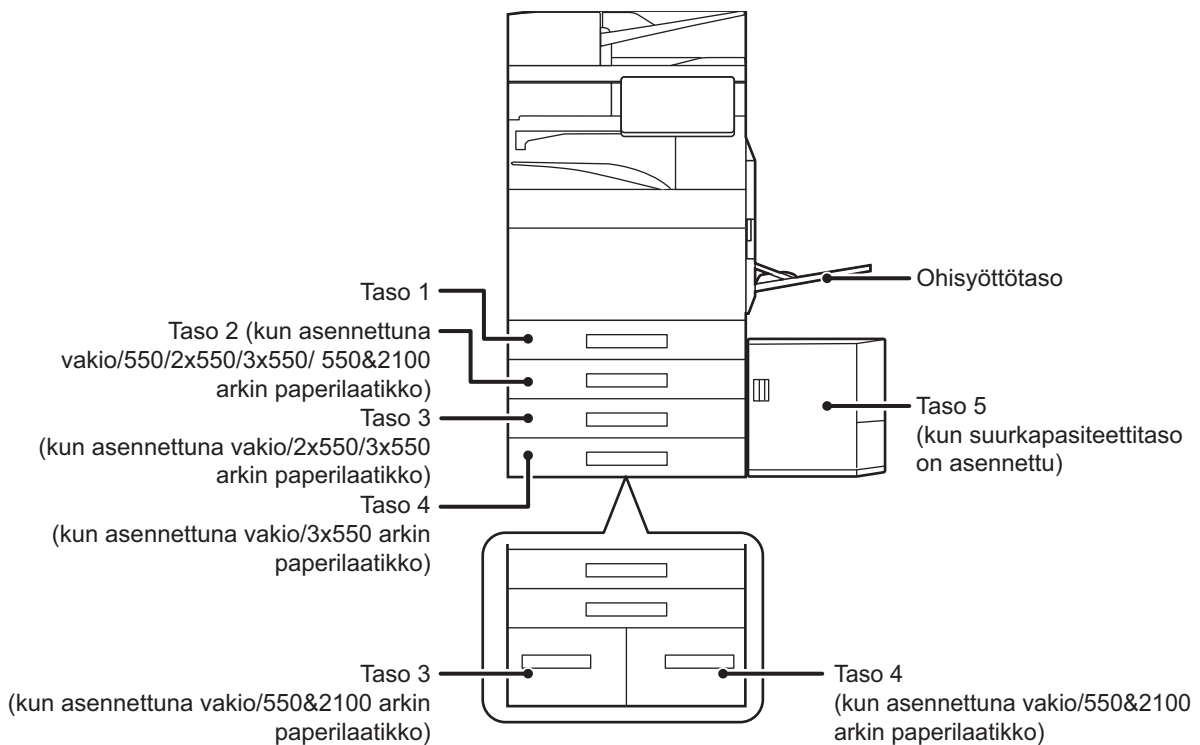 Taso 1
Taso 2 (kun asennettuna
vakio/550/2x550/3x550/ 550&2100
arkin paperilaatikko)
Taso 3
(kun asennettuna vakio/2x550/3x550
arkin paperilaatikko)
Taso 4
(kun asennettuna vakio/3x550 arkin
paperilaatikko)
Ohisyöttötaso
Taso 5
(kun suurkapasiteettitaso
on asennettu)
Taso 3
(kun asennettuna vakio/550&2100 arkin
paperilaatikko)
Taso 4
(kun asennettuna vakio/550&2100
arkin paperilaatikko)